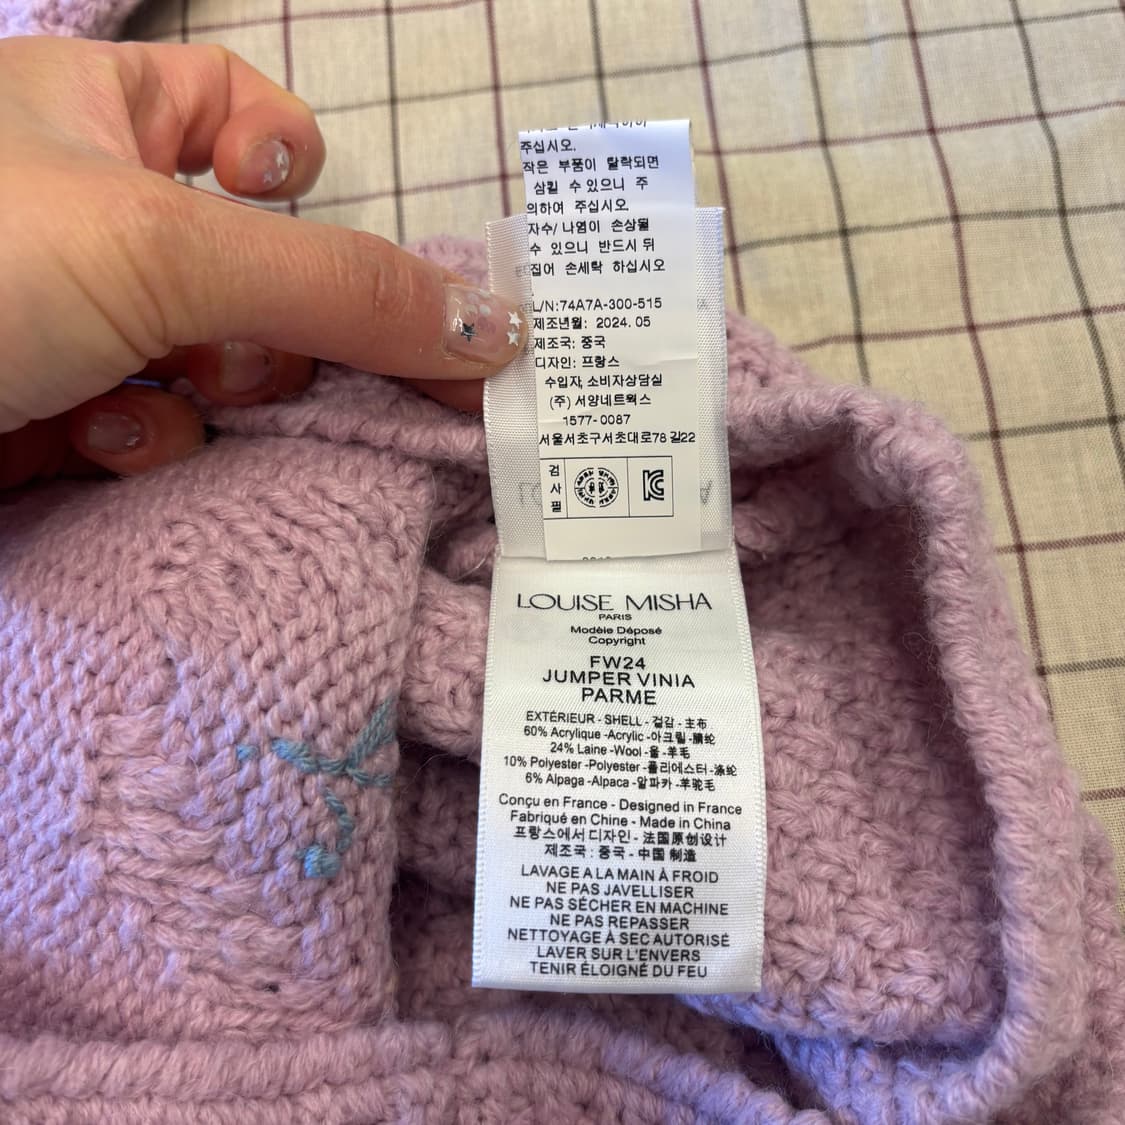 주십시오.
작은 부품이 탈락되면
삼킬 수 있으니 주
의하여 주십시오.
자수/ 나염이 손상될
수 있으니 반드시 뒤
집어 손세탁 하십시오
L/N:74A7A-300-515
제조년월: 2024. 05
제조국: 중국
디자인: 프랑스
수입자, 소비자상담실
(주) 서양네트웍스
1577-0087
서울서초구서초대로78 길22
검
사
필
LOUISE MISHA
PARIS
Modèle Déposé
Copyright
FW24
JUMPER VINIA
PARME
EXTÉRIEUR - SHELL - 겉감 - 主布
60% Acrylique -Acrylic -아크릴 -腈纶
24% Laine -Wool -울 -羊毛
10% Polyester -Polyester -폴리에스터 -涤纶
6% Alpaga -Alpaca -알파카 -羊驼毛
Conçu en France - Designed in France
Fabriqué en Chine - Made in China
프랑스에서 디자인 - 法国原创设计
제조국 : 중국 - 中国 制造
LAVAGE A LA MAIN À FROID
NE PAS JAVELLISER
NE PAS SÉCHER EN MACHINE
NE PAS REPASSER
NETTOYAGE À SEC AUTORISÉ
LAVER SUR L'ENVERS
TENIR ÉLOIGNÉ DU FEU